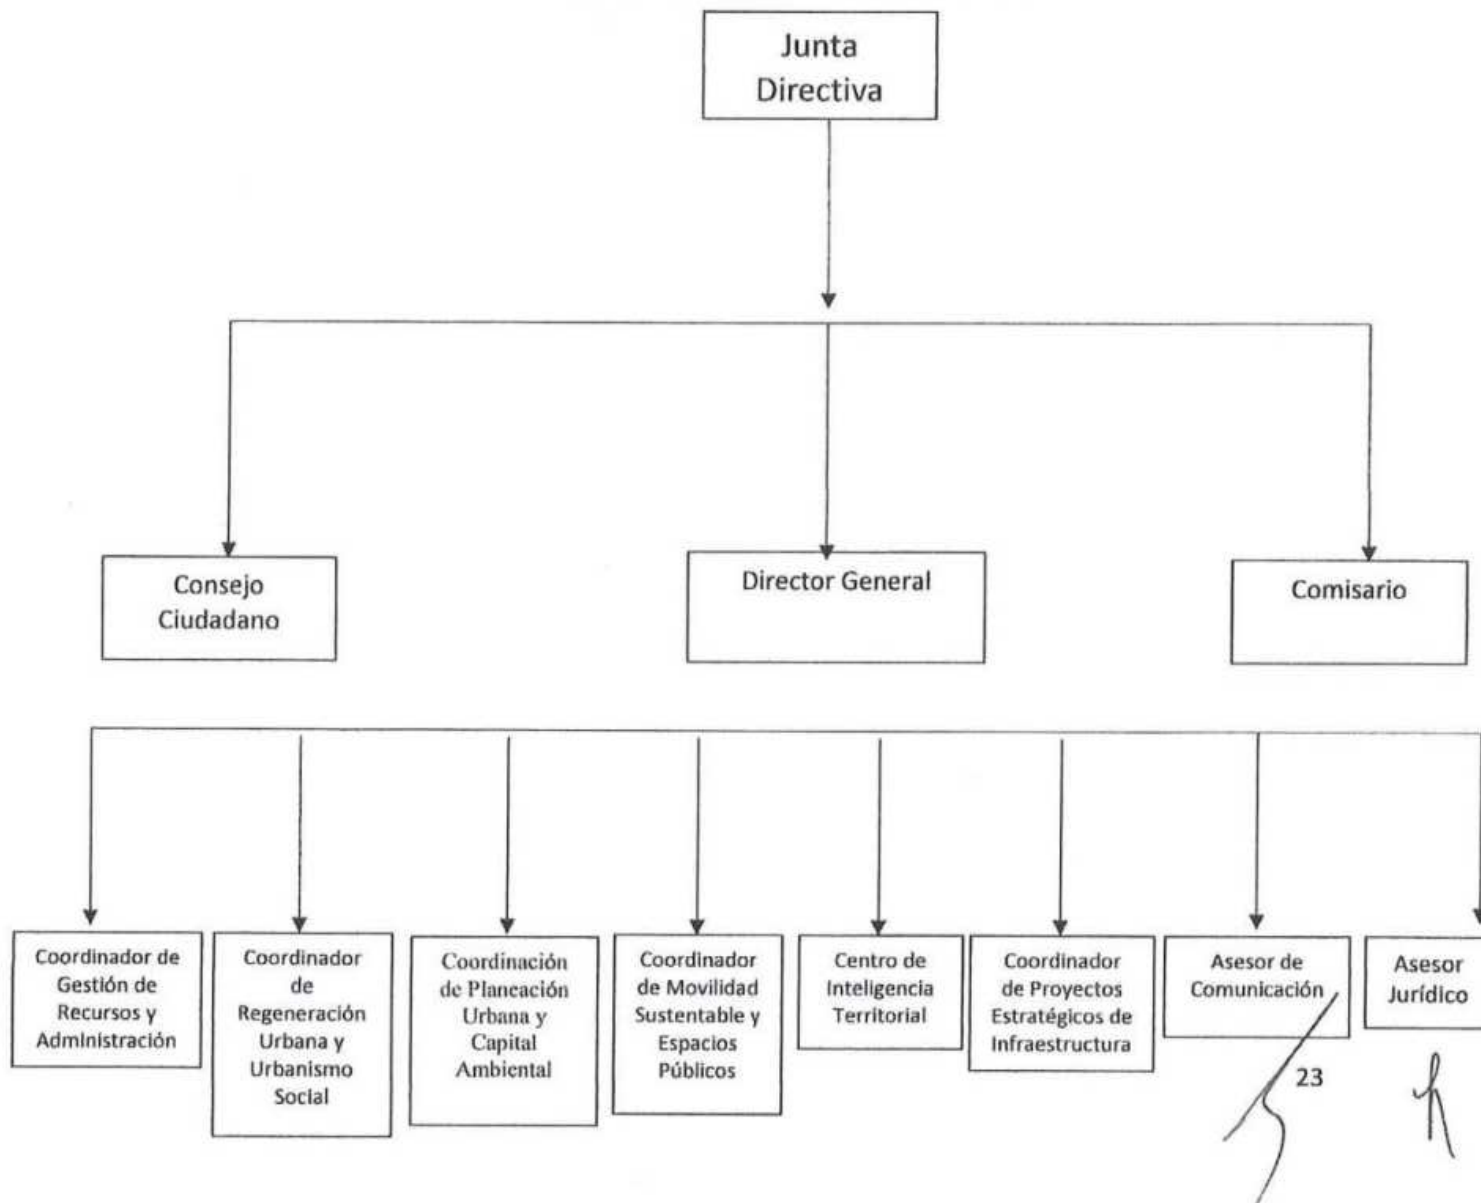 Junta
Directiva
Consejo
Ciudadano
Director General
Comisario
Coordinador de
Gestión de
Recursos y
Administración
Coordinador
de
Regeneración
Urbana y
Urbanismo
Social
Coordinación
de Planeación
Urbana y
Capital
Ambiental
Coordinador
de Movilidad
Sustentable y
Espacios
Públicos
Centro de
Inteligencia
Territorial
Coordinador
de Proyectos
Estratégicos de
Infraestructura
Asesor de
Comunicación
Asesor
Jurídico
23